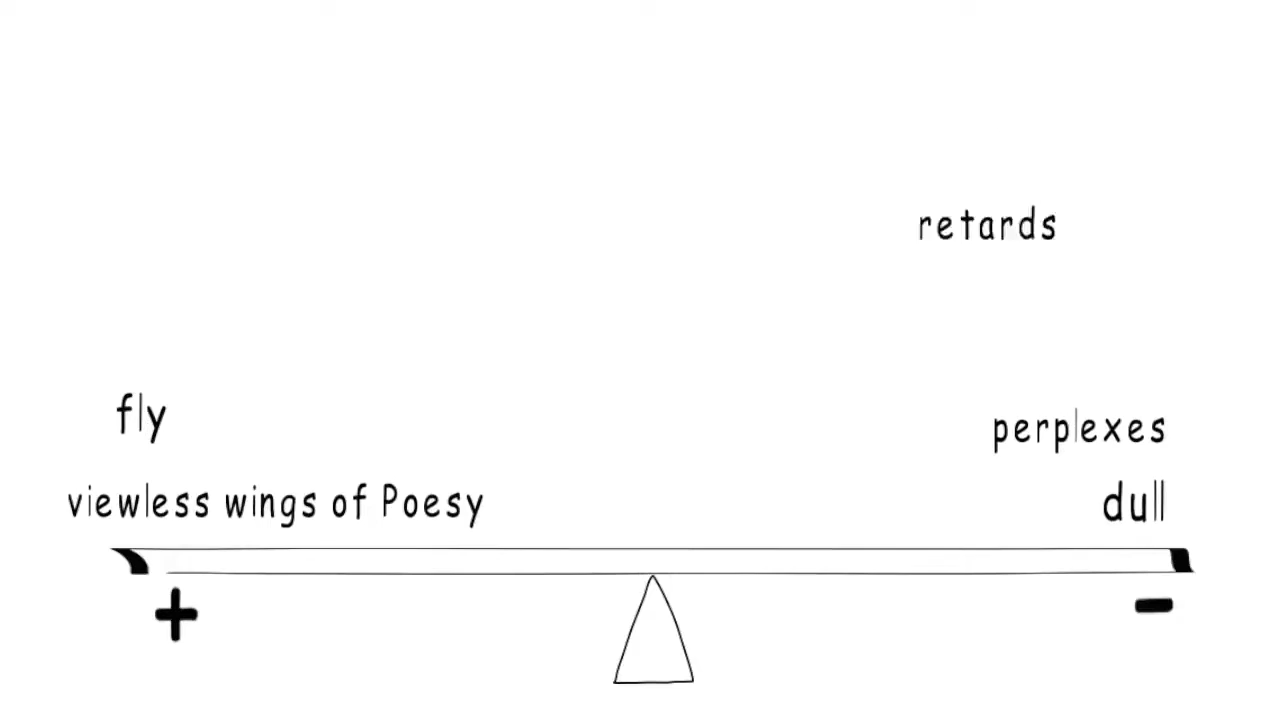 retards
fly
perplexes
viewless wings of Poesy
dull
+
-